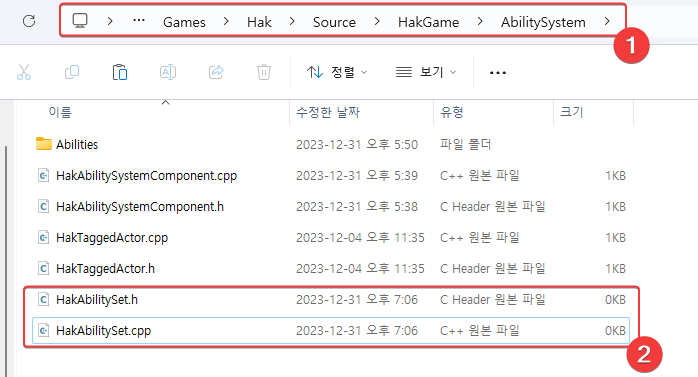 ··· > Games > Hak > Source > HakGame > AbilitySystem >
1
정렬 보기 ···
이름 수정한 날짜 유형 크기
Abilities 2023-12-31 오후 5:50 파일 폴더
HakAbilitySystemComponent.cpp 2023-12-31 오후 5:39 C++ 원본 파일 1KB
HakAbilitySystemComponent.h 2023-12-31 오후 5:38 C Header 원본 파일 1KB
HakTaggedActor.cpp 2023-12-04 오후 11:35 C++ 원본 파일 1KB
HakTaggedActor.h 2023-12-04 오후 11:35 C Header 원본 파일 1KB
HakAbilitySet.h 2023-12-31 오후 7:06 C Header 원본 파일 0KB
HakAbilitySet.cpp 2023-12-31 오후 7:06 C++ 원본 파일 0KB
2